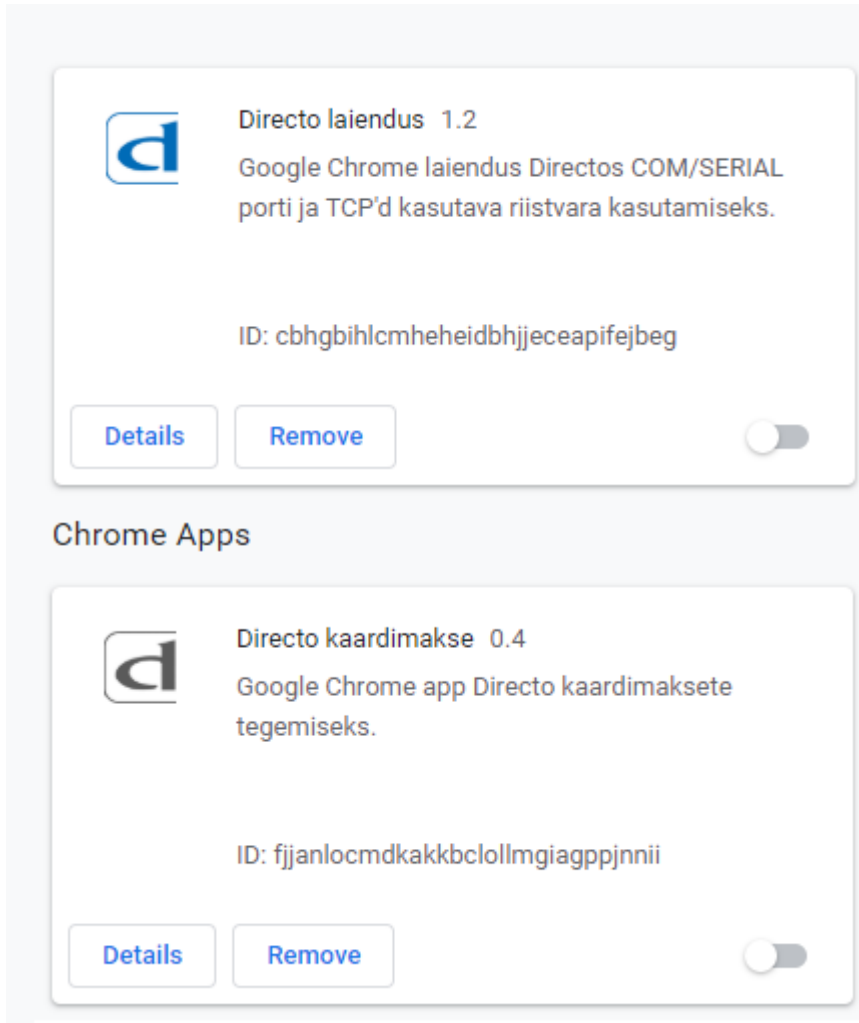 Directo laiendus 1.2
Google Chrome laiendus Directos COM/SERIAL
porti ja TCP'd kasutava riistvara kasutamiseks.
ID: cbhgbihlcmheheidbhjjeceapifejbeg
Details Remove
Chrome Apps
Directo kaardimakse 0.4
Google Chrome app Directo kaardimaksete
tegemiseks.
ID: fjjanlocmdkakkbclollmgiagppjnnii
Details Remove